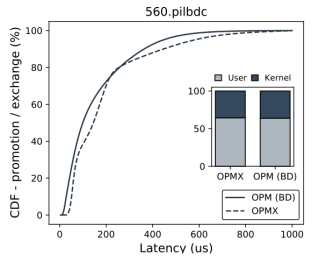 560.pilbdc
CDF - promotion / exchange (%)
100
80
60
40
20
0
User Kernel
100
50
0
OPMX OPM (BD)
OPM (BD)
OPMX
0 200 400 600 800 1000
Latency (us)